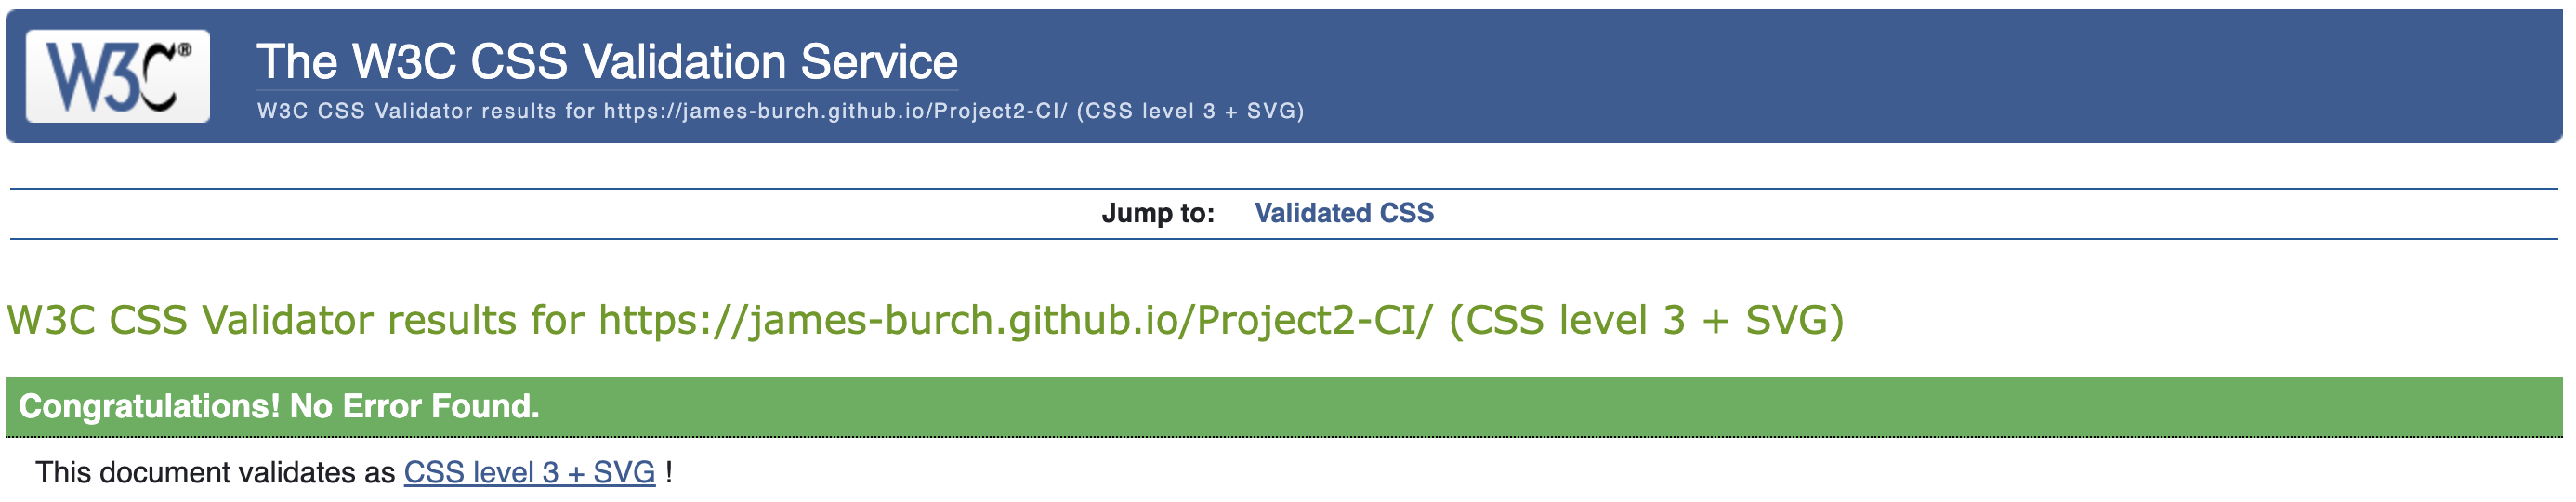 W3C®
The W3C CSS Validation Service
W3C CSS Validator results for https://james-burch.github.io/Project2-CI/ (CSS level 3 + SVG)
Jump to: Validated CSS
W3C CSS Validator results for https://james-burch.github.io/Project2-CI/ (CSS level 3 + SVG)
Congratulations! No Error Found.
This document validates as CSS level 3 + SVG !